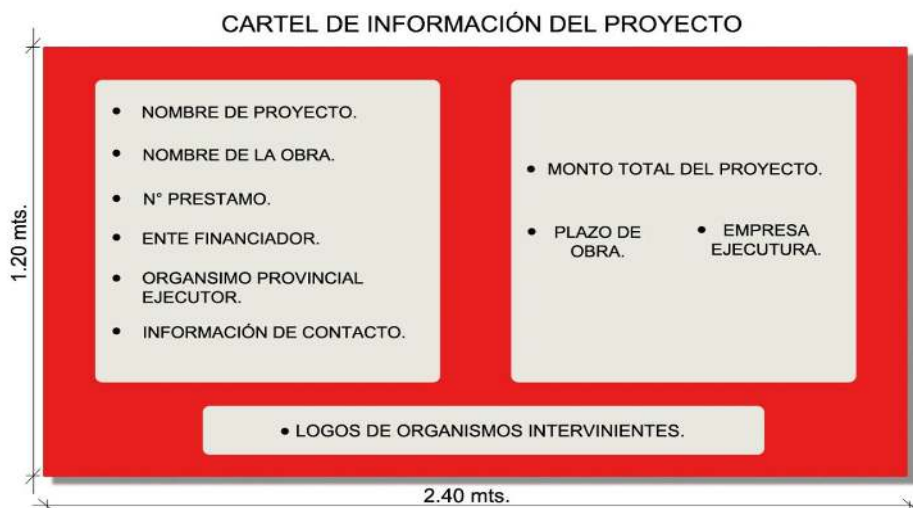 CARTEL DE INFORMACIÓN DEL PROYECTO
1.20 mts.
• NOMBRE DE PROYECTO.
• NOMBRE DE LA OBRA.
• N° PRESTAMO.
• ENTE FINANCIADOR.
• ORGANSIMO PROVINCIAL
EJECUTOR.
• INFORMACIÓN DE CONTACTO.
• MONTO TOTAL DEL PROYECTO.
• PLAZO DE
OBRA.
• EMPRESA
EJECUTURA.
• LOGOS DE ORGANISMOS INTERVINIENTES.
2.40 mts.